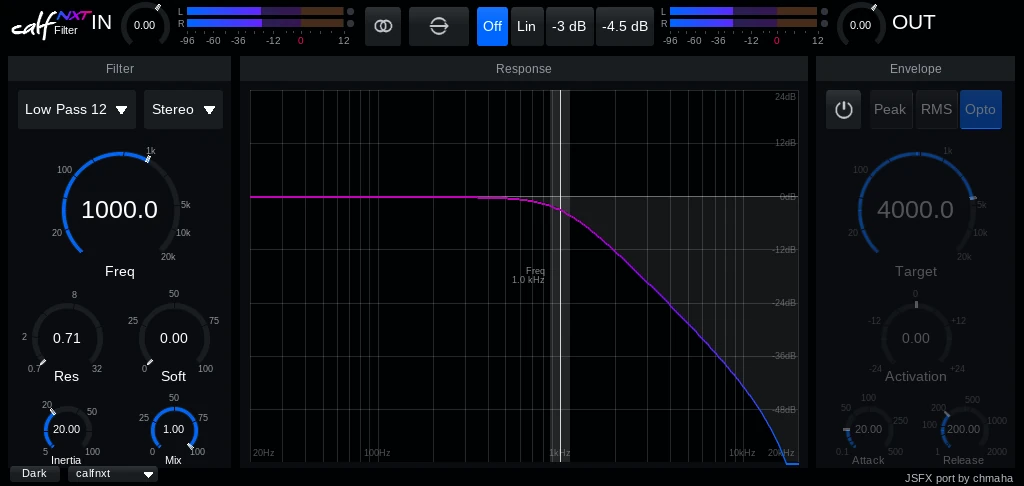 calf NXT Filter IN 0.00
L
R
-96 -60 -36 -12 0 12
Off Lin -3 dB -4.5 dB
L
R
-96 -60 -36 -12 0 12
0.00 OUT
Filter
Low Pass 12 Stereo
20 100 1k 5k 10k 20k
1000.0
Freq
0.7 2 8 32
0.71
Res
0 25 50 75 100
0.00
Soft
5 20 50 100
20.00
Inertia
0 25 50 75 100
1.00
Mix
Response
24dB
12dB
0dB
-12dB
-24dB
-36dB
-48dB
Freq
1.0 kHz
20Hz 100Hz 1kHz 10kHz 20kHz
Envelope
Peak RMS Opto
20 100 1k 5k 10k 20k
4000.0
Target
-24 -12 0 +12 +24
0.00
Activation
0.1 50 100 250 500
20.00
Attack
1 100 200 500 1000 2000
200.00
Release
Dark calfnxt
JSFX port by chmaha